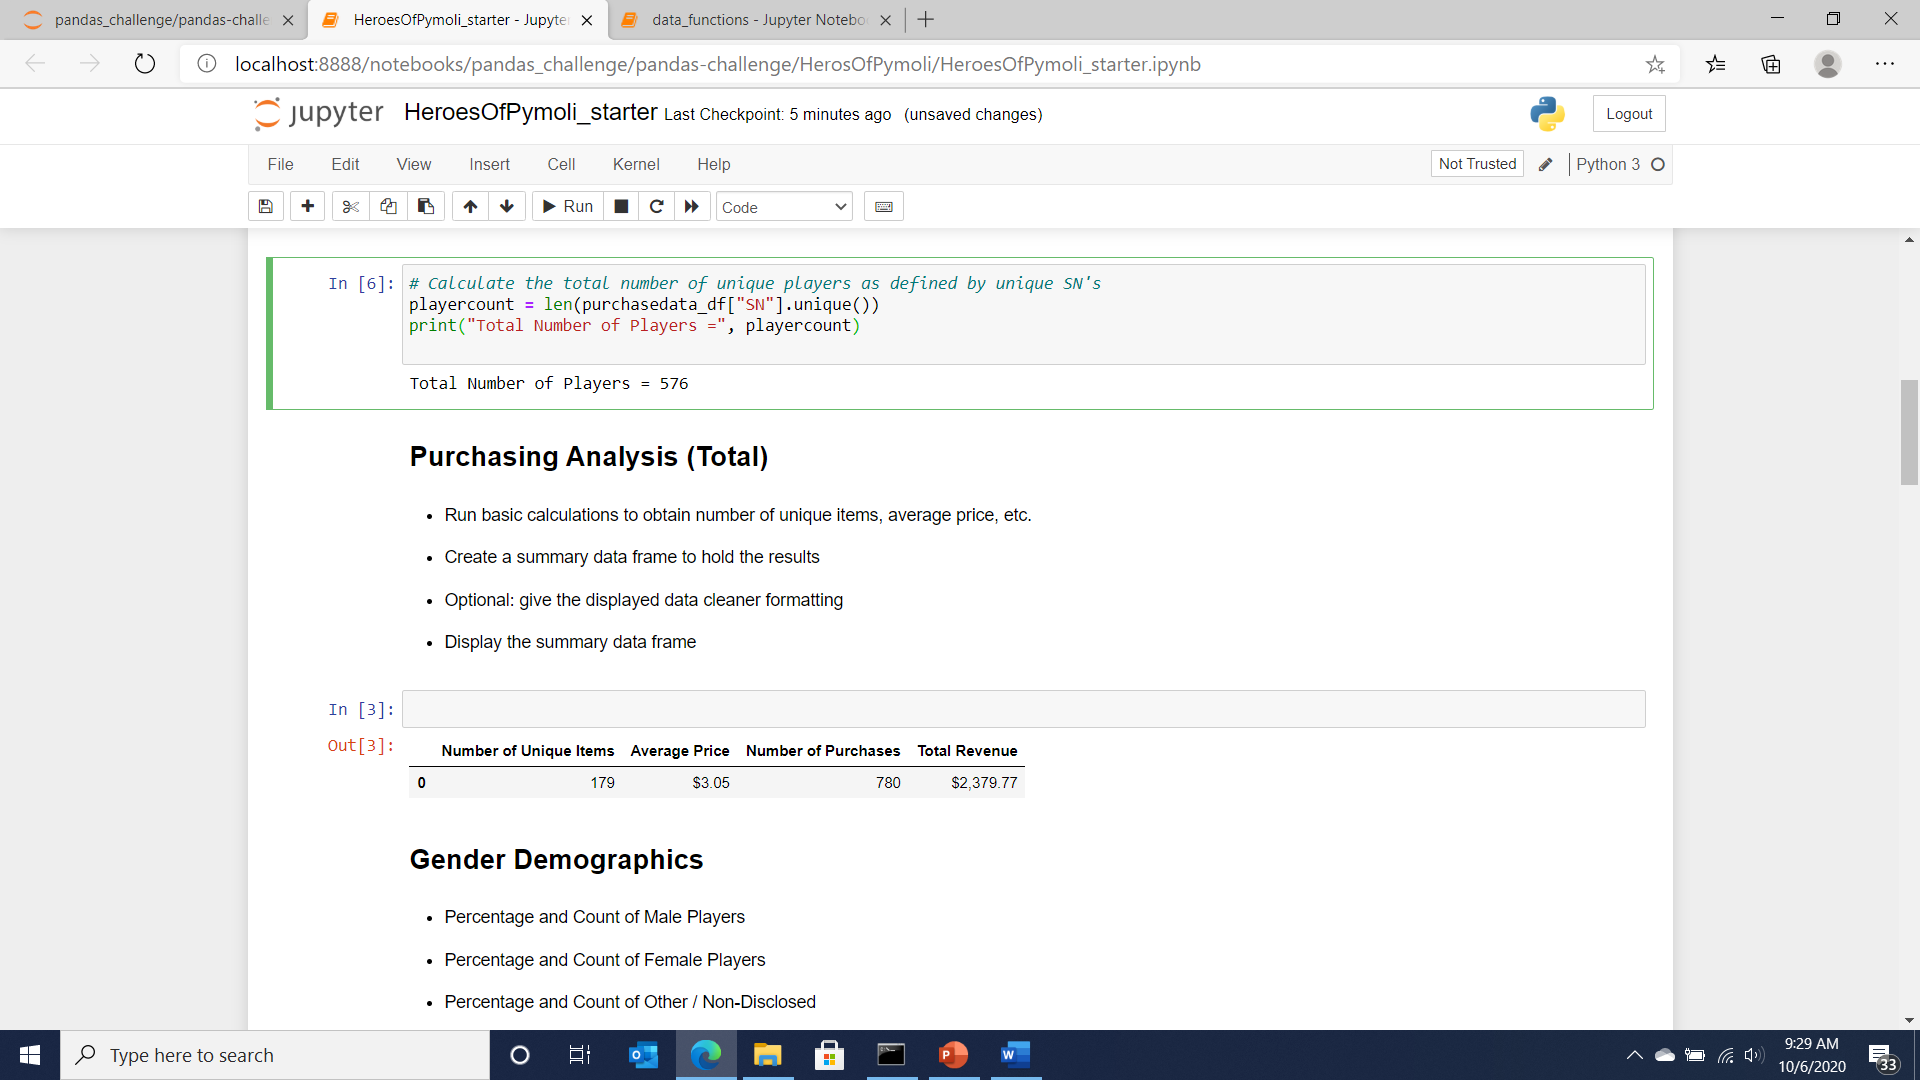 pandas_challenge/pandas-challe
HeroesOfPymoli_starter - Jupyte
data_functions - Jupyter Notebo
localhost:8888/notebooks/pandas_challenge/pandas-challenge/HerosOfPymoli/HeroesOfPymoli_starter.ipynb
jupyter HeroesOfPymoli_starter Last Checkpoint: 5 minutes ago (unsaved changes)
Logout
File Edit View Insert Cell Kernel Help
Not Trusted
Python 3
Run
Code
In [6]: # Calculate the total number of unique players as defined by unique SN's
playercount = len(purchasedata_df["SN"].unique())
print("Total Number of Players =", playercount)
Total Number of Players = 576
Purchasing Analysis (Total)
• Run basic calculations to obtain number of unique items, average price, etc.
• Create a summary data frame to hold the results
• Optional: give the displayed data cleaner formatting
• Display the summary data frame
In [3]:
Out[3]:
Number of Unique Items Average Price Number of Purchases Total Revenue
0 179 $3.05 780 $2,379.77
Gender Demographics
• Percentage and Count of Male Players
• Percentage and Count of Female Players
• Percentage and Count of Other / Non-Disclosed
Type here to search
9:29 AM
10/6/2020
33